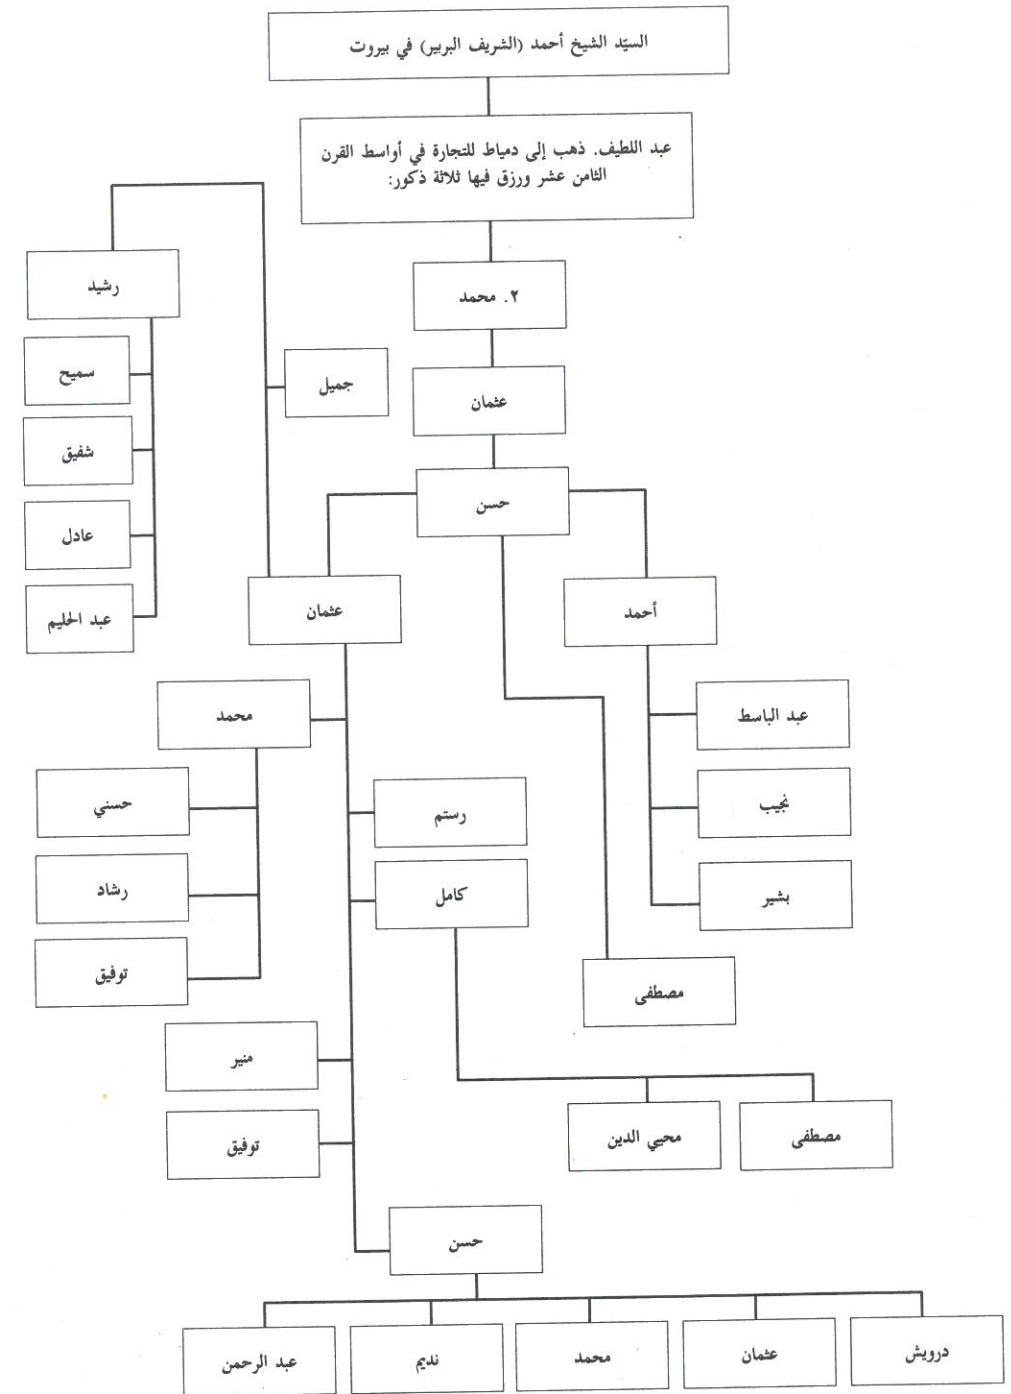 السيّد الشيخ أحمد (الشريف البربير) في بيروت
عبد اللطيف. ذهب إلى دمياط للتجارة في أواسط القرن
الثامن عشر ورزق فيها ثلاثة ذكور:
٢. محمد
رشيد
سميح
شفيق
عادل
عبد الحليم
جميل
عثمان
حسن
أحمد
عثمان
عبد الباسط
نجيب
بشير
محمد
حسني
رشاد
توفيق
رستم
كامل
مصطفى
منير
توفيق
مصطفى
محيي الدين
حسن
درويش
عثمان
محمد
نديم
عبد الرحمن